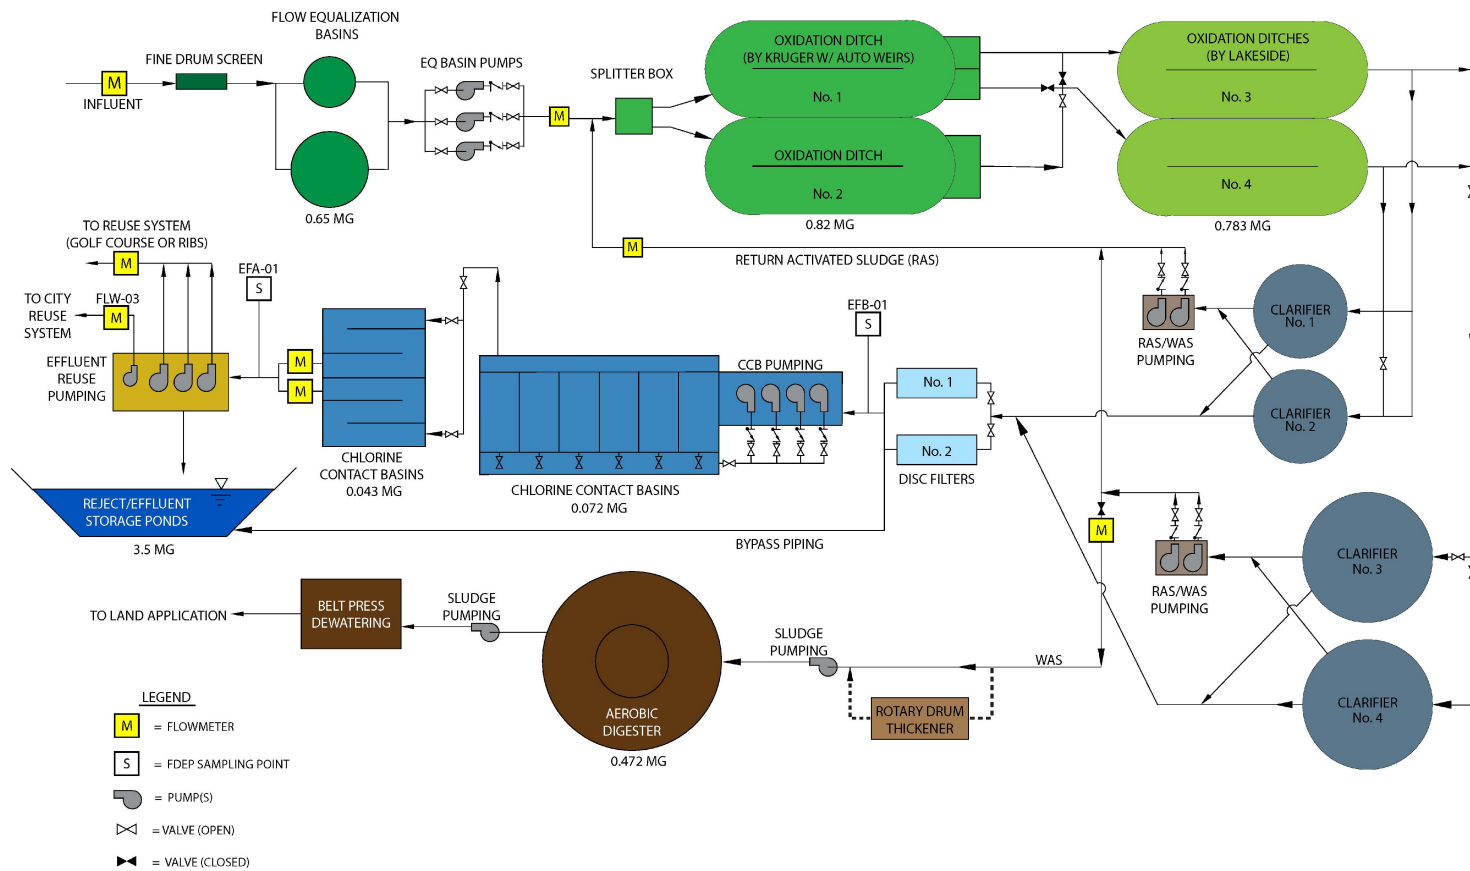 FLOW EQUALIZATION
BASINS
FINE DRUM SCREEN
M
INFLUENT
0.65 MG
EQ BASIN PUMPS
M
SPLITTER BOX
OXIDATION DITCH
(BY KRUGER W/ AUTO WEIRS)
No. 1
OXIDATION DITCH
No. 2
0.82 MG
OXIDATION DITCHES
(BY LAKESIDE)
No. 3
No. 4
0.783 MG
M
RETURN ACTIVATED SLUDGE (RAS)
TO REUSE SYSTEM
(GOLF COURSE OR RIBS)
M
EFA-01
S
TO CITY
REUSE
SYSTEM
FLW-03
M
EFFLUENT
REUSE
PUMPING
M
M
CHLORINE
CONTACT BASINS
0.043 MG
CCB PUMPING
CHLORINE CONTACT BASINS
0.072 MG
EFB-01
S
No. 1
No. 2
DISC FILTERS
RAS/WAS
PUMPING
CLARIFIER
No. 1
CLARIFIER
No. 2
REJECT/EFFLUENT
STORAGE PONDS
3.5 MG
BYPASS PIPING
M
RAS/WAS
PUMPING
CLARIFIER
No. 3
CLARIFIER
No. 4
TO LAND APPLICATION
BELT PRESS
DEWATERING
SLUDGE
PUMPING
AEROBIC
DIGESTER
0.472 MG
SLUDGE
PUMPING
WAS
ROTARY DRUM
THICKENER
LEGEND
M = FLOWMETER
S = FDEP SAMPLING POINT
= PUMP(S)
= VALVE (OPEN)
= VALVE (CLOSED)